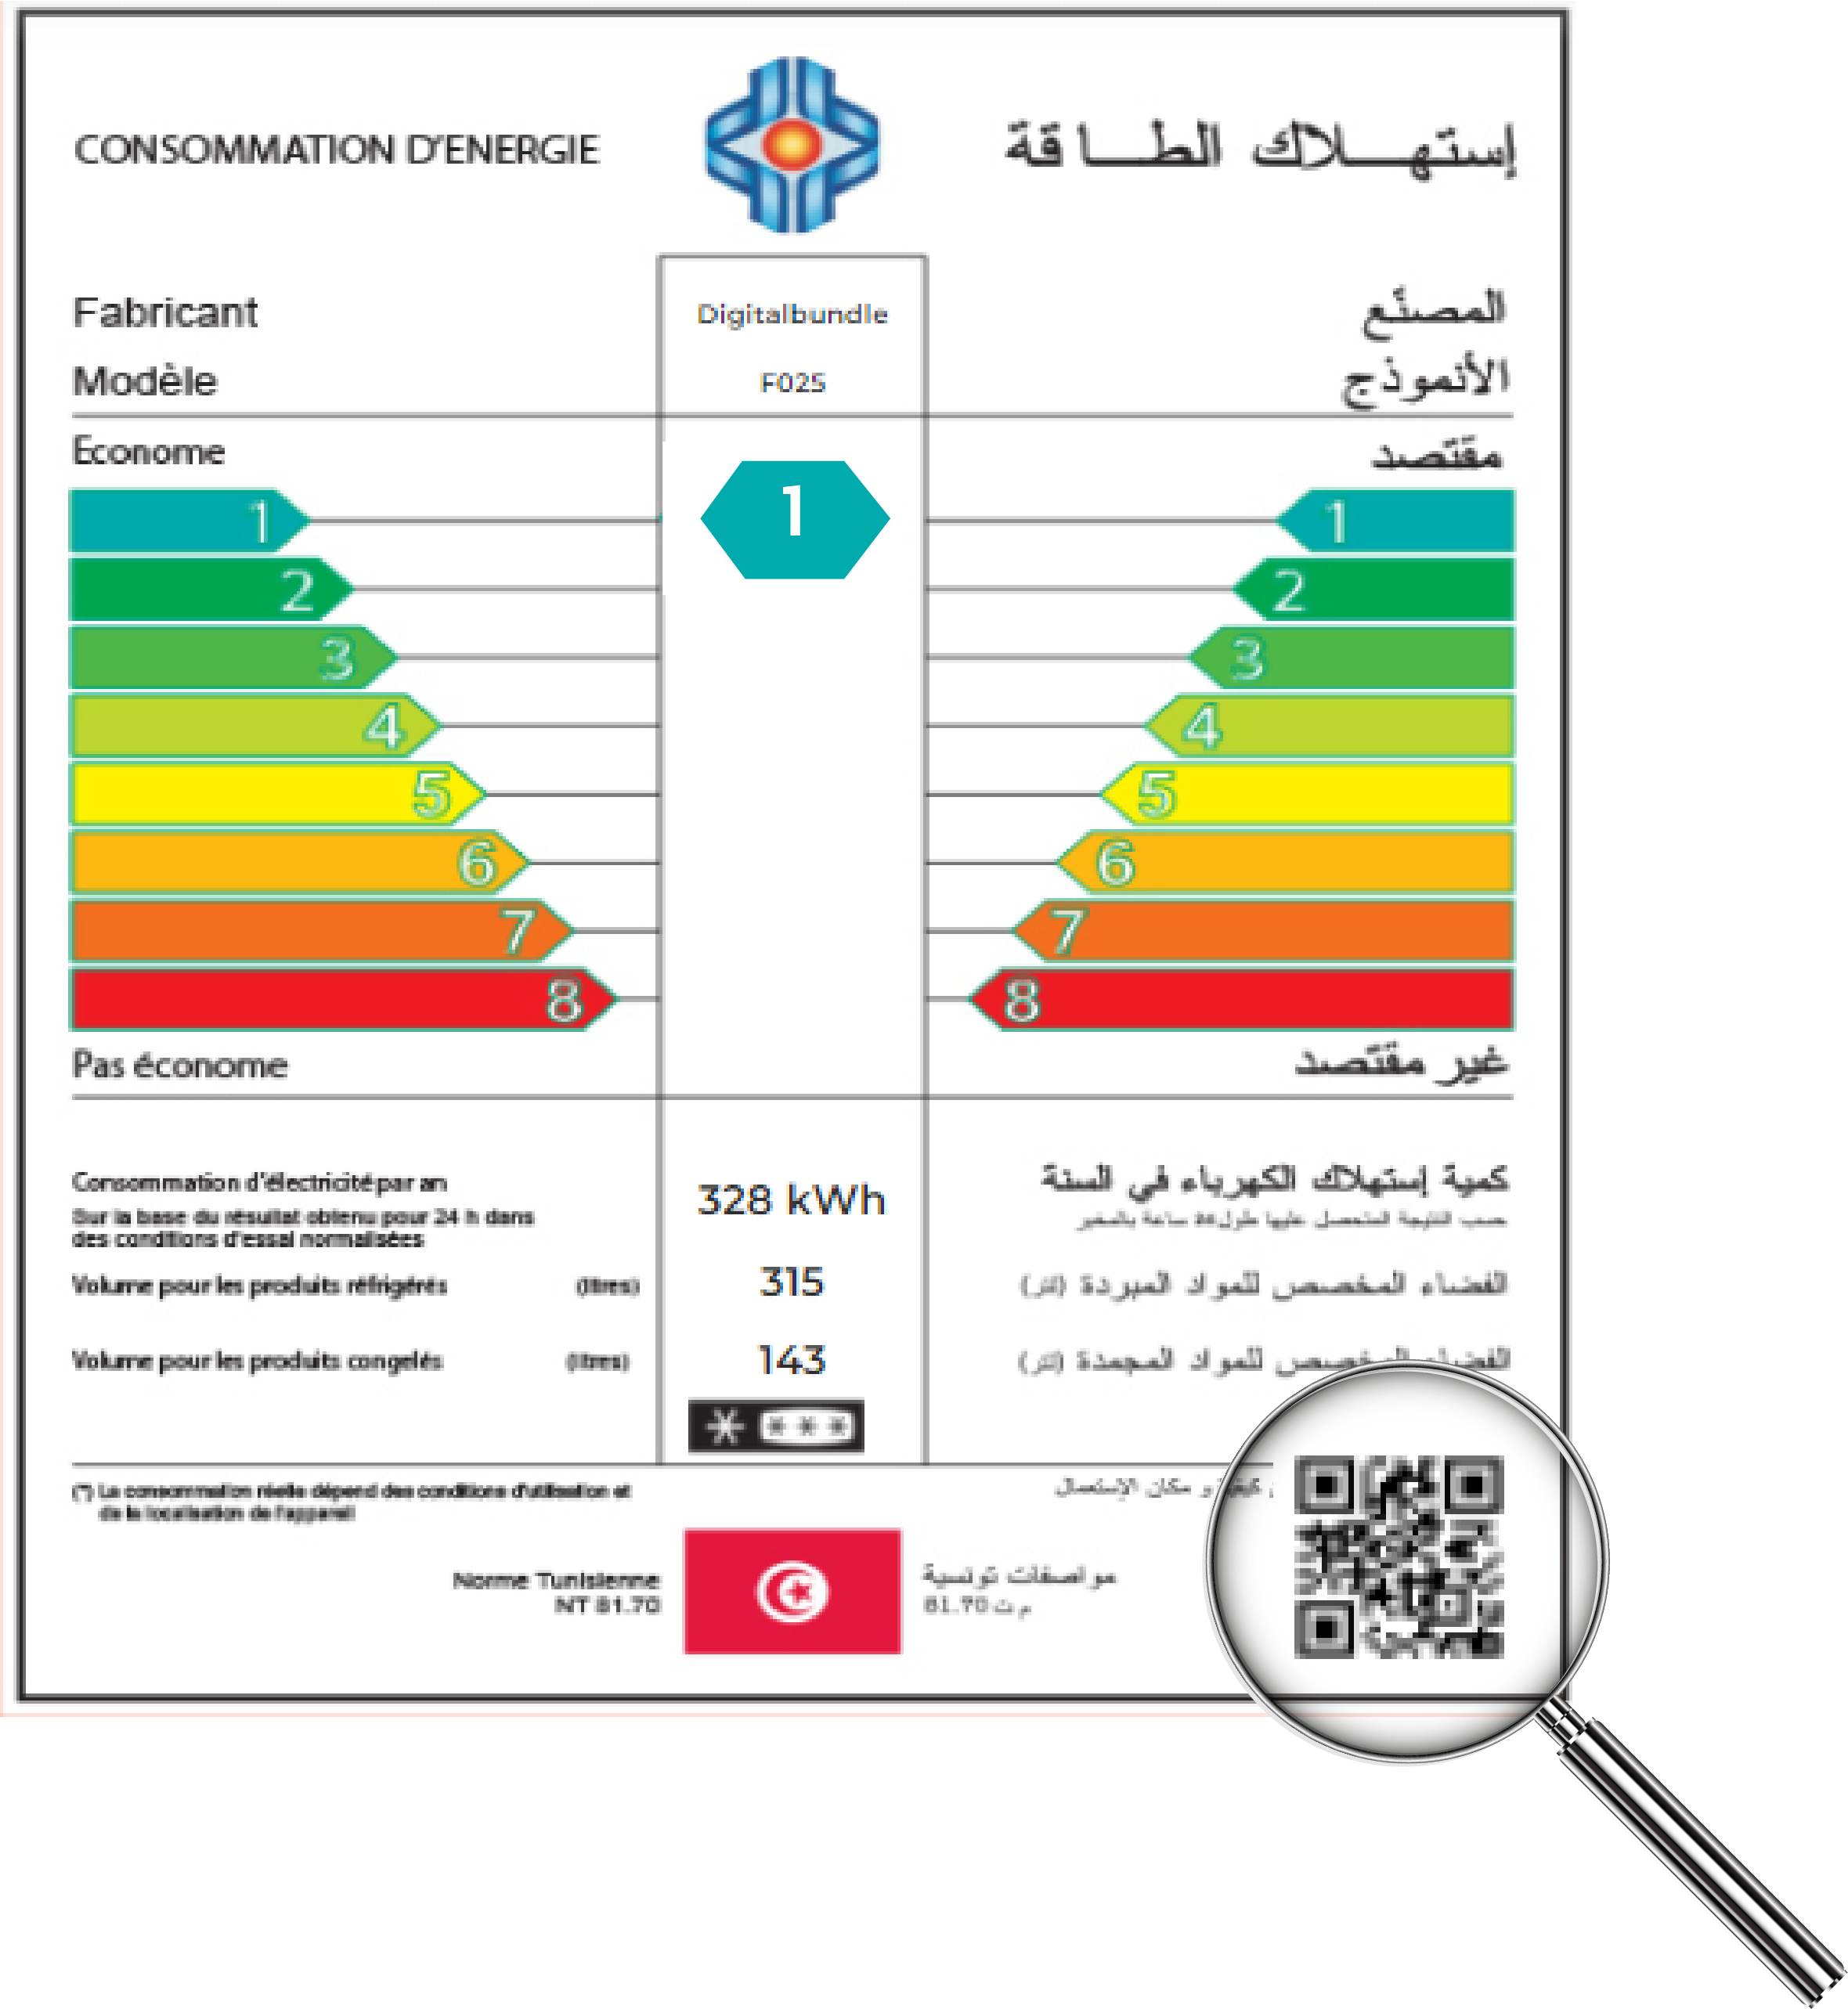 CONSOMMATION D'ENERGIE
إستهـــلاك الطــاقة
Fabricant
Digitalbundle
المصنّع
Modèle
F025
الأنموذج
Econome
مقتصد
1
1
1
2
2
3
3
4
4
5
5
6
6
7
7
8
8
Pas économe
غير مقتصد
Consommation d'électricité par an
328 kWh
كمية إستهلاك الكهرباء في السنة
Sur la base du résultat obtenu pour 24 h dans
des conditions d'essai normalisées
حسب النتيجة المتحصل عليها طول 24 ساعة بالمخبر
Volume pour les produits réfrigérés (litres)
315
الفضاء المخصص للمواد المبردة (لتر)
Volume pour les produits congelés (litres)
143
الفضاء المخصص للمواد المجمدة (لتر)
(*) La consommation réelle dépend des conditions d'utilisation et
de la localisation de l'appareil
و مكان الإستعمال
Norme Tunisienne
NT 81.70
مواصفات تونسية
م ت 81.70